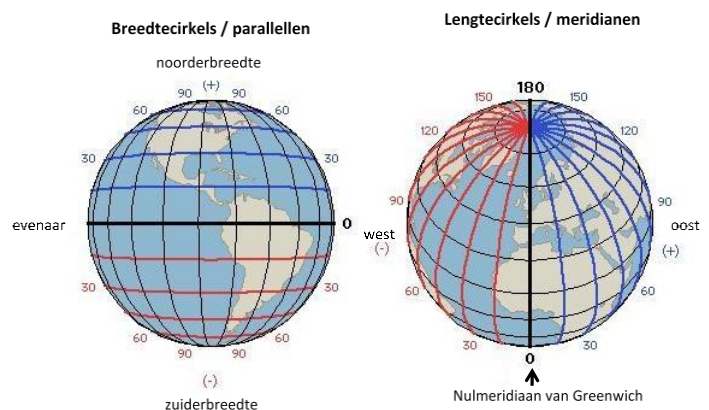 Breedtecirkels / parallellen
noorderbreedte
(+)
90 90
60 60
30 30
evenaar 0
30 30
60 60
90 90
(-)
zuiderbreedte
Lengtecirkels / meridianen
180
150 150
120 120
90 90
west oost
(-) (+)
60 60
30 30
0
Nulmeridiaan van Greenwich